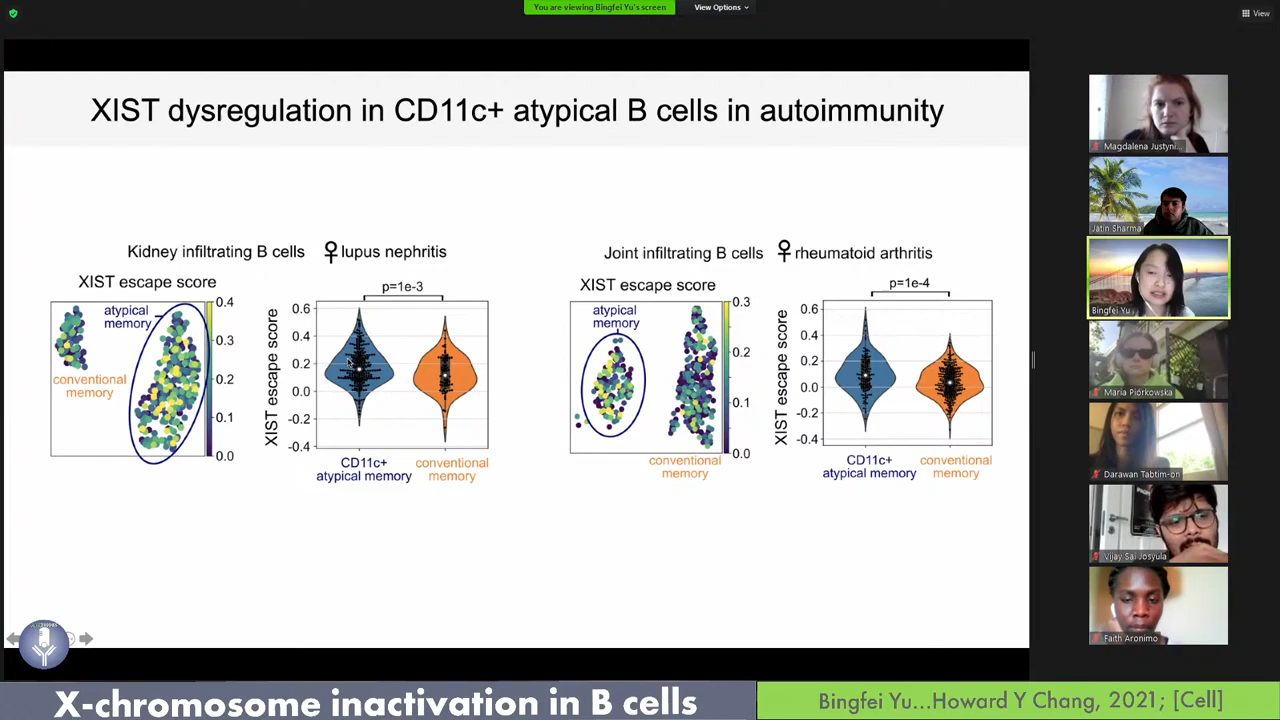 You are viewing Bingfei Yu's screen
View Options
View
XIST dysregulation in CD11c+ atypical B cells in autoimmunity
Kidney infiltrating B cells ♀ lupus nephritis
XIST escape score
atypical
memory
conventional
memory
0.4
0.3
0.2
0.1
0.0
p=1e-3
XIST escape score
0.6
0.4
0.2
0.0
-0.2
-0.4
CD11c+
atypical memory
conventional
memory
Joint infiltrating B cells ♀ rheumatoid arthritis
XIST escape score
atypical
memory
conventional
memory
0.3
0.2
0.1
0.0
p=1e-4
XIST escape score
0.6
0.4
0.2
0.0
-0.2
-0.4
CD11c+
atypical memory
conventional
memory
Magdalena Justyni...
Jatin Sharma
Bingfei Yu
Maria Piórkowska
Darawan Tabtim-on
Vijay Sai Josyula
Faith Aronimo
X-chromosome inactivation in B cells
Bingfei Yu...Howard Y Chang, 2021; [Cell]